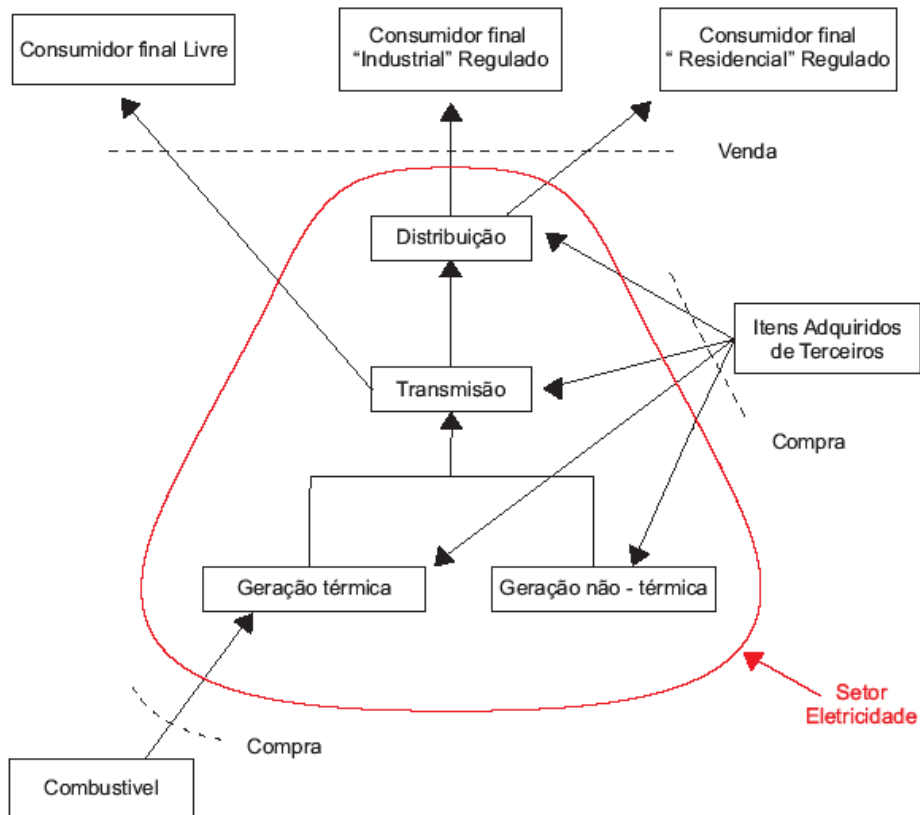 Consumidor final Livre
Consumidor final
“Industrial” Regulado
Consumidor final
“ Residencial” Regulado
Venda
Distribuição
Itens Adquiridos
de Terceiros
Transmisão
Compra
Geração térmica
Geração não - térmica
Setor
Eletricidade
Compra
Combustivel